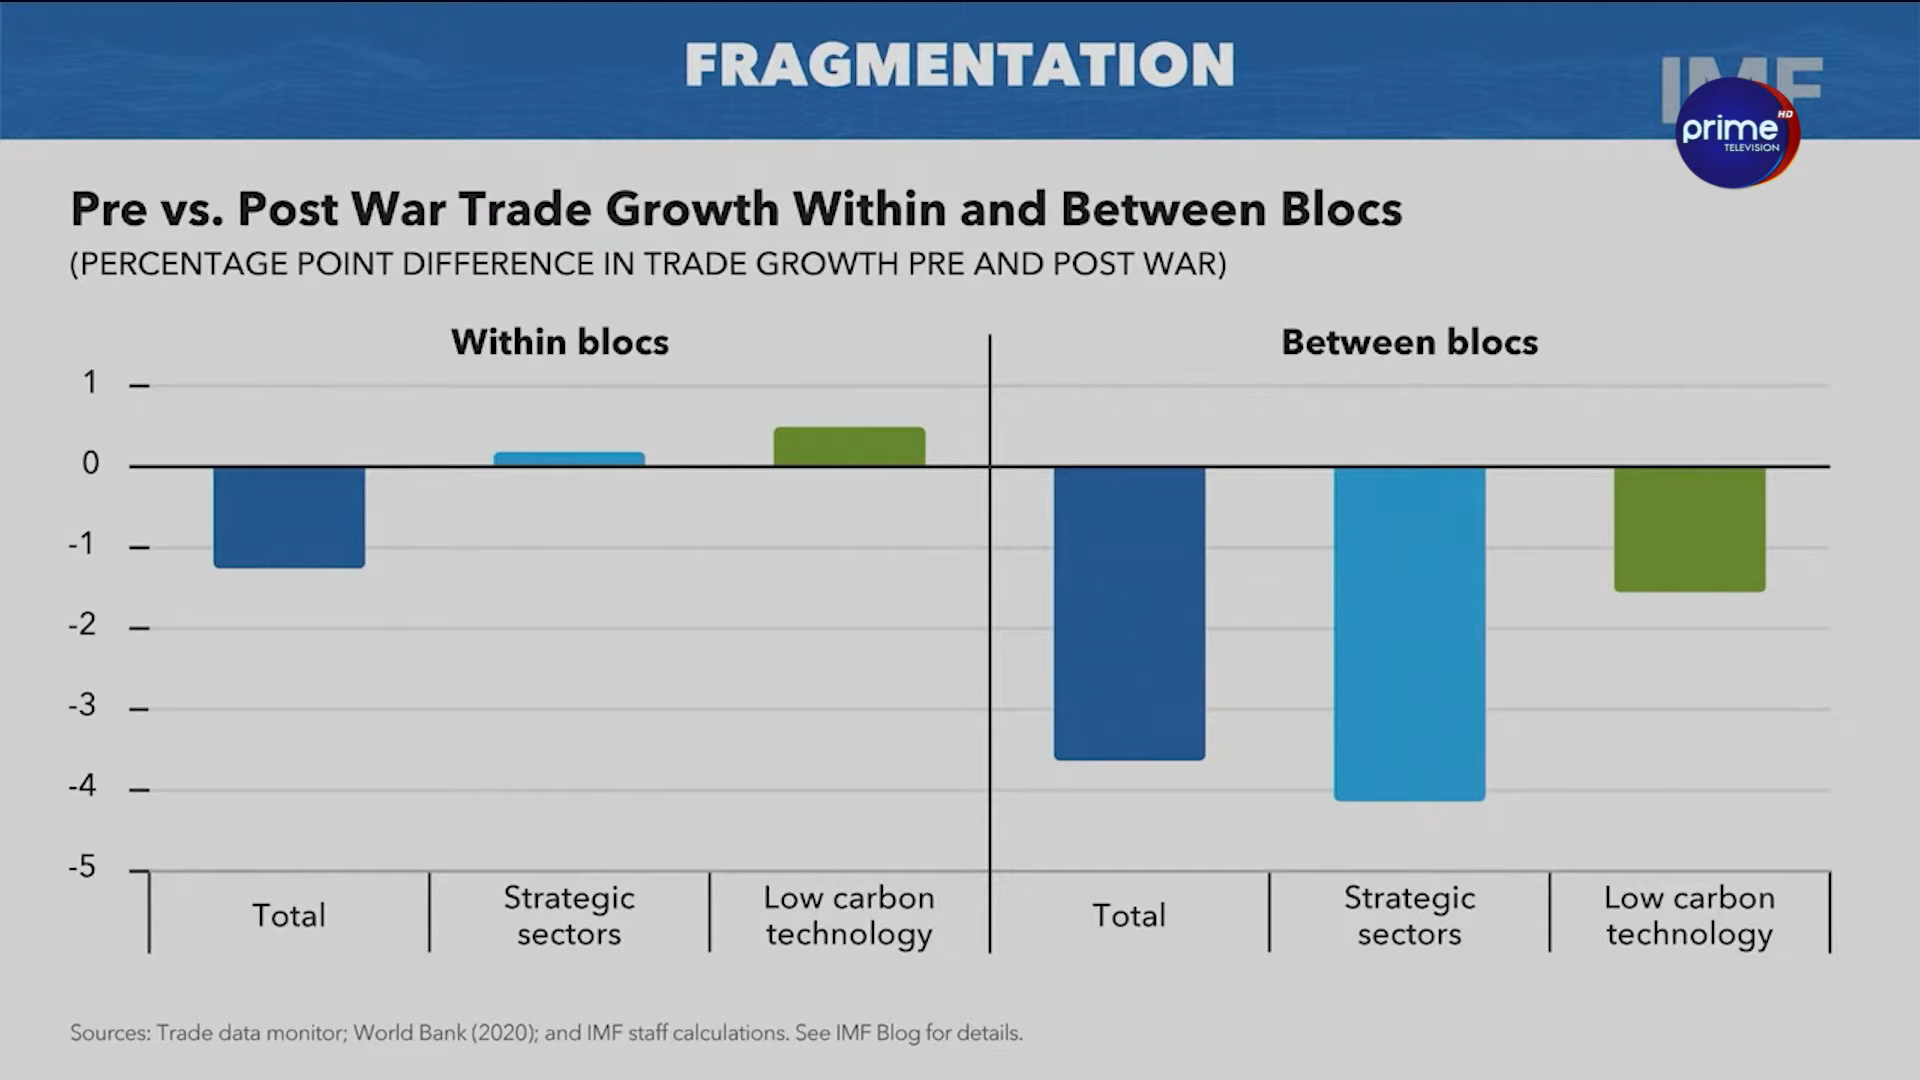 FRAGMENTATION
IMF
prime HD
TELEVISION
Pre vs. Post War Trade Growth Within and Between Blocs
(PERCENTAGE POINT DIFFERENCE IN TRADE GROWTH PRE AND POST WAR)
Within blocs
Between blocs
1
0
-1
-2
-3
-4
-5
Total
Strategic
sectors
Low carbon
technology
Total
Strategic
sectors
Low carbon
technology
Sources: Trade data monitor; World Bank (2020); and IMF staff calculations. See IMF Blog for details.